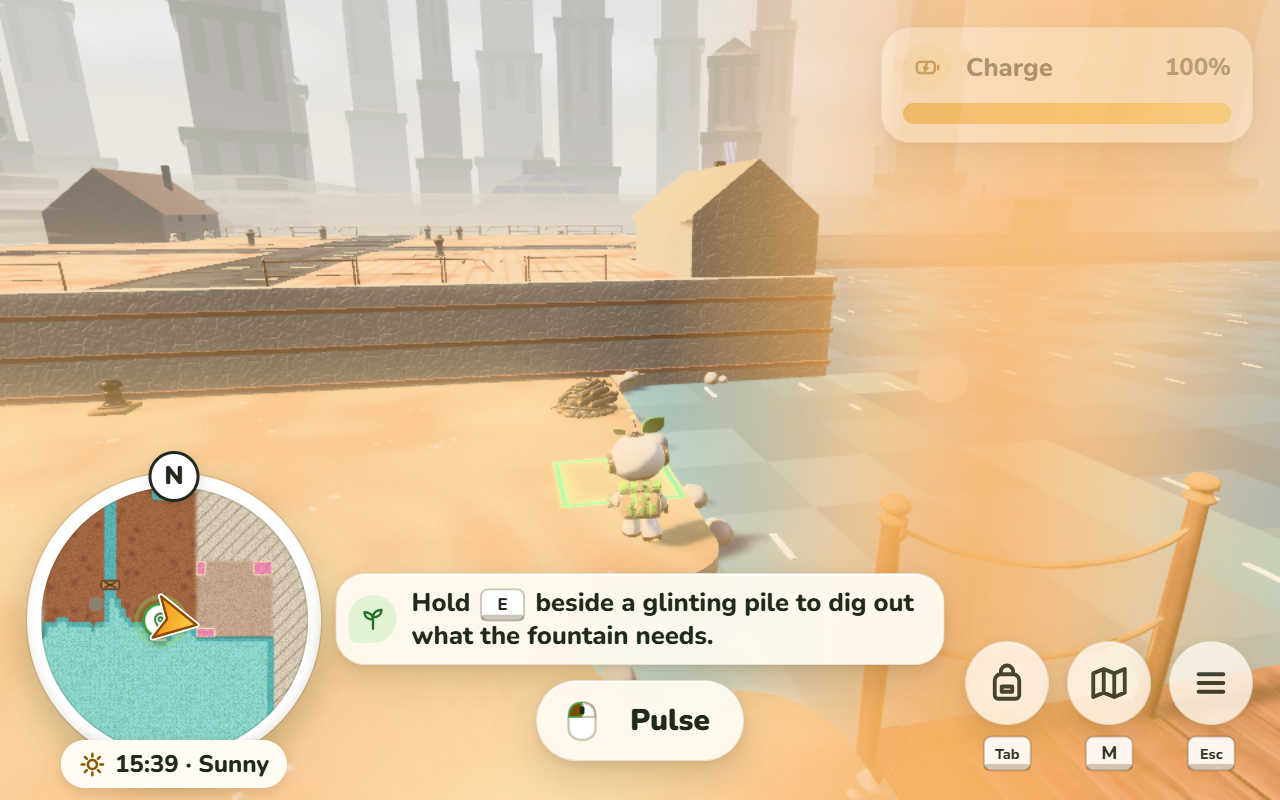 Charge 100%
N
Hold E beside a glinting pile to dig out
what the fountain needs.
Pulse
15:39 · Sunny
Tab M Esc